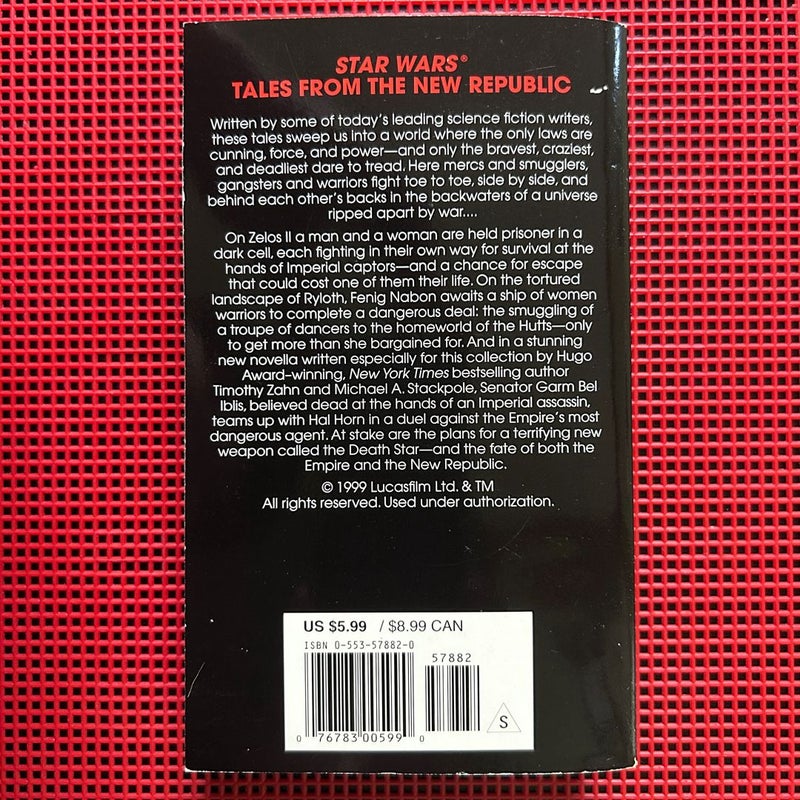 STAR WARS®
TALES FROM THE NEW REPUBLIC
Written by some of today's leading science fiction writers,
these tales sweep us into a world where the only laws are
cunning, force, and power—and only the bravest, craziest,
and deadliest dare to tread. Here mercs and smugglers,
gangsters and warriors fight toe to toe, side by side, and
behind each other's backs in the backwaters of a universe
ripped apart by war....
On Zelos II a man and a woman are held prisoner in a
dark cell, each fighting in their own way for survival at the
hands of Imperial captors—and a chance for escape
that could cost one of them their life. On the tortured
landscape of Ryloth, Fenig Nabon awaits a ship of women
warriors to complete a dangerous deal: the smuggling of
a troupe of dancers to the homeworld of the Hutts—only
to get more than she bargained for. And in a stunning
new novella written especially for this collection by Hugo
Award–winning, New York Times bestselling author
Timothy Zahn and Michael A. Stackpole, Senator Garm Bel
Iblis, believed dead at the hands of an Imperial assassin,
teams up with Hal Horn in a duel against the Empire's most
dangerous agent. At stake are the plans for a terrifying new
weapon called the Death Star—and the fate of both the
Empire and the New Republic.
© 1999 Lucasfilm Ltd. & TM
All rights reserved. Used under authorization.
US $5.99 / $8.99 CAN
ISBN 0-553-57882-0
57882
S
0 76783 00599 0